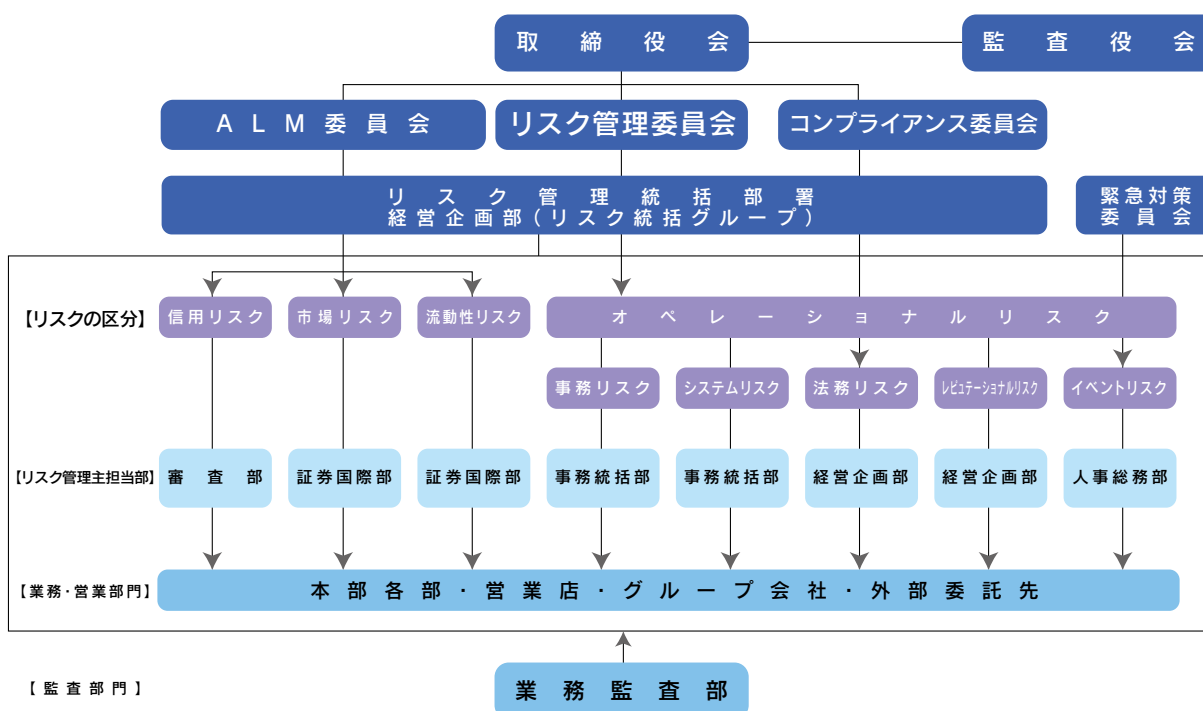 取締役会
監査役会
ALM委員会
リスク管理委員会
コンプライアンス委員会
リスク管理統括部署
経営企画部(リスク統括グループ)
緊急対策
委員会
【リスクの区分】
信用リスク
市場リスク
流動性リスク
オペレーショナルリスク
事務リスク
システムリスク
法務リスク
レピュテーショナルリスク
イベントリスク
【リスク管理主担当部】
審査部
証券国際部
証券国際部
事務統括部
事務統括部
経営企画部
経営企画部
人事総務部
【業務・営業部門】
本部各部・営業店・グループ会社・外部委託先
【監査部門】
業務監査部